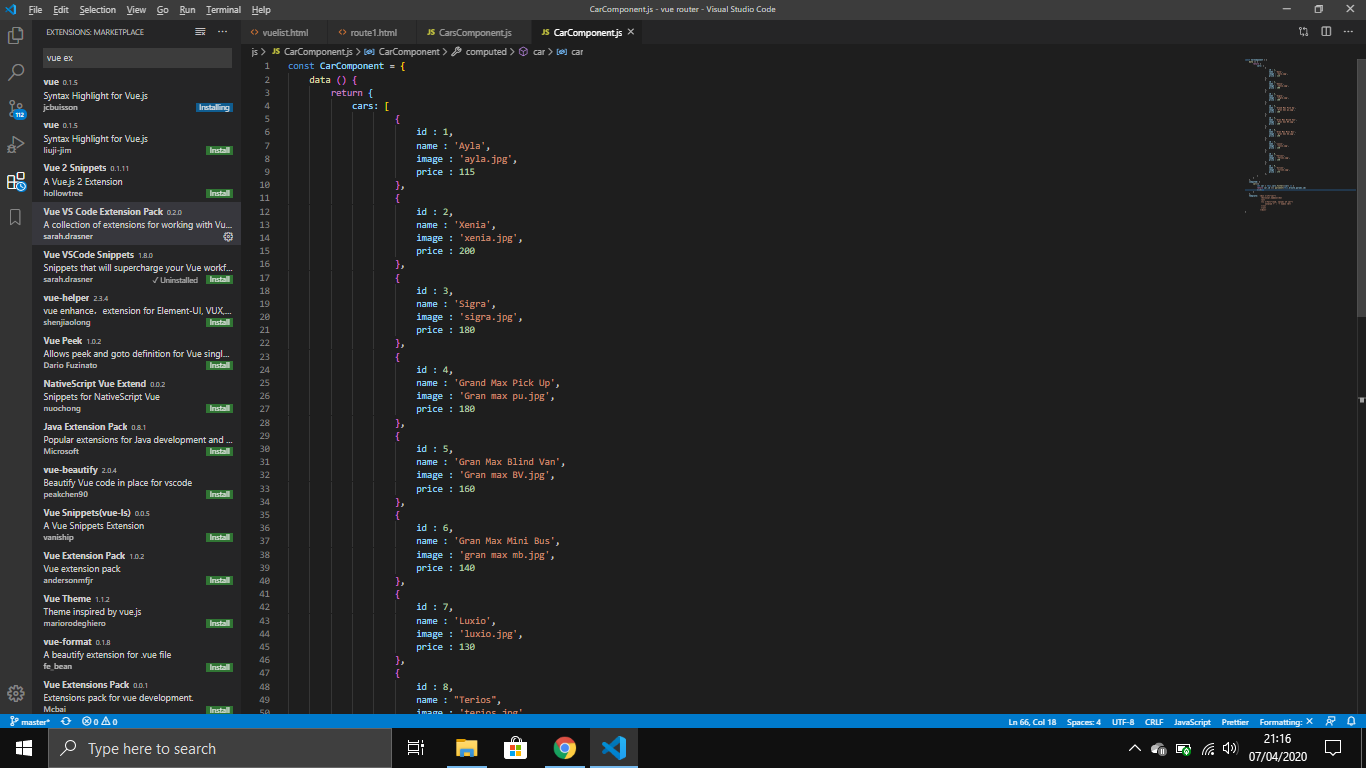 File Edit Selection View Go Run Terminal Help
CarComponent.js - vue router - Visual Studio Code
EXTENSIONS: MARKETPLACE
vue ex
vue 0.1.5
Syntax Highlight for Vue.js
jcbuisson Installing
vue 0.1.5
Syntax Highlight for Vue.js
liuji-jim Install
Vue 2 Snippets 0.1.11
A Vue.js 2 Extension
hollowtree Install
Vue VS Code Extension Pack 0.2.0
A collection of extensions for working with Vu...
sarah.drasner
Vue VSCode Snippets 1.8.0
Snippets that will supercharge your Vue workf...
sarah.drasner ✓Uninstalled Install
vue-helper 2.3.4
vue enhance，extension for Element-UI, VUX,...
shenjiaolong Install
Vue Peek 1.0.2
Allows peek and goto definition for Vue singl...
Dario Fuzinato Install
NativeScript Vue Extend 0.0.2
Snippets for NativeScript Vue
nuochong Install
Java Extension Pack 0.8.1
Popular extensions for Java development and ...
Microsoft Install
vue-beautify 2.0.4
Beautify Vue code in place for vscode
peakchen90 Install
Vue Snippets(vue-ls) 0.0.5
A Vue Snippets Extension
vaniship Install
Vue Extension Pack 1.0.2
Vue extension pack
andersonmfjr Install
Vue Theme 1.1.2
Theme inspired by vue.js
mariorodeghiero Install
vue-format 0.1.8
A beautify extension for .vue file
fe_bean Install
Vue Extensions Pack 0.0.1
Extensions pack for vue development.
Mcbai Install
112
vuelist.html route1.html JS CarsComponent.js JS CarComponent.js
js > JS CarComponent.js > CarComponent > computed > car > car
1 const CarComponent = {
2 data () {
3 return {
4 cars: [
5 {
6 id : 1,
7 name : 'Ayla',
8 image : 'ayla.jpg',
9 price : 115
10 },
11 {
12 id : 2,
13 name : 'Xenia',
14 image : 'xenia.jpg',
15 price : 200
16 },
17 {
18 id : 3,
19 name : 'Sigra',
20 image : 'sigra.jpg',
21 price : 180
22 },
23 {
24 id : 4,
25 name : 'Grand Max Pick Up',
26 image : 'Gran max pu.jpg',
27 price : 180
28 },
29 {
30 id : 5,
31 name : 'Gran Max Blind Van',
32 image : 'Gran max BV.jpg',
33 price : 160
34 },
35 {
36 id : 6,
37 name : 'Gran Max Mini Bus',
38 image : 'gran max mb.jpg',
39 price : 140
40 },
41 {
42 id : 7,
43 name : 'Luxio',
44 image : 'luxio.jpg',
45 price : 130
46 },
47 {
48 id : 8,
49 name : "Terios",
50 image : 'terios.jpg'
master* 0 0 Ln 66, Col 18 Spaces: 4 UTF-8 CRLF JavaScript Prettier Formatting: ×
Type here to search
21:16
07/04/2020